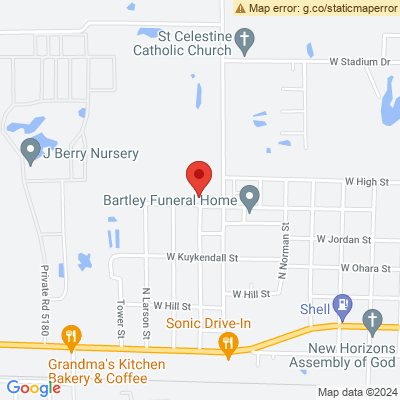 Map error: g.co/staticmaperror
St Celestine
Catholic Church
W Stadium Dr
J Berry Nursery
W High St
Bartley Funeral Home
N Norman St
W Jordan St
W Kuykendall St
W Ohara St
Private Rd 5180
Tower St
N Larson St
W Hill St
W Hill St
Shell
Sonic Drive-In
Grandma's Kitchen
Bakery & Coffee
New Horizons
Assembly of God
Google
Map data ©2024